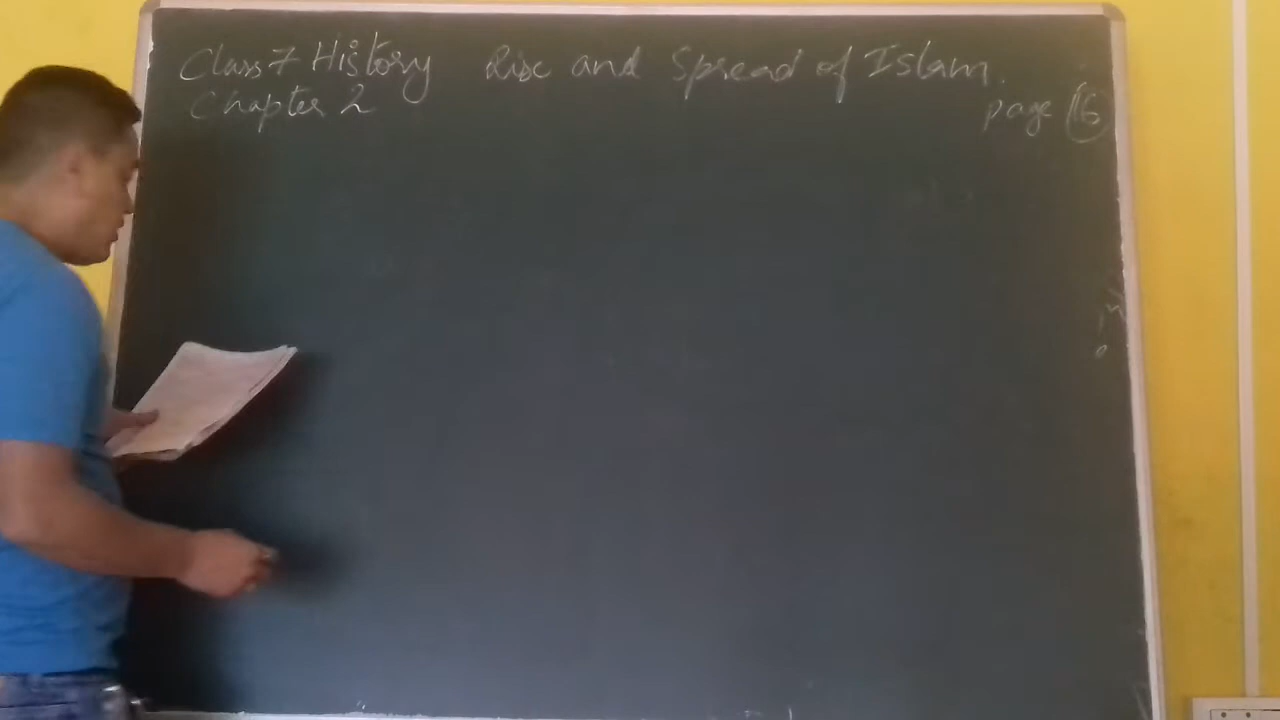 Class 7 History Rise and Spread of Islam.
Chapter 2 page 16